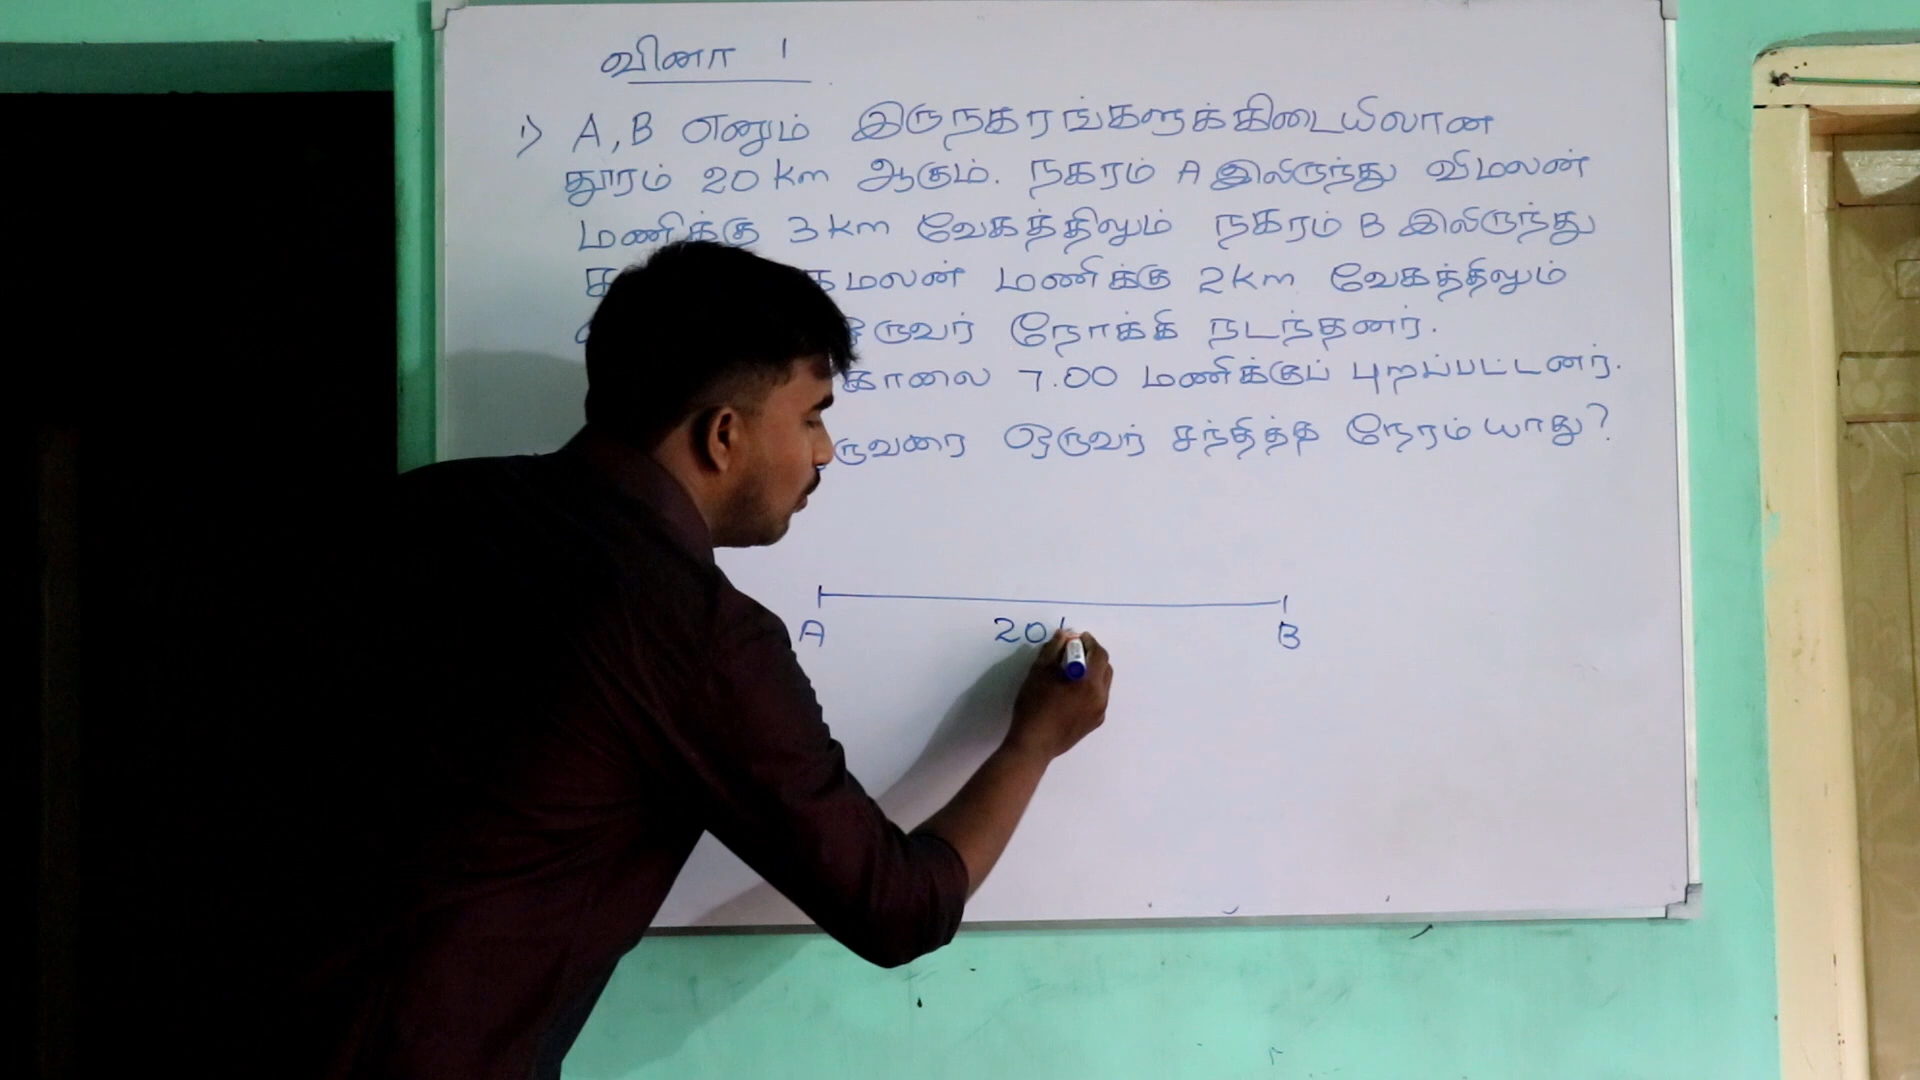 வினா 1
1) A, B எனும் இருநகரங்களுக்கிடையிலான
தூரம் 20 km ஆகும். நகரம் A இலிருந்து விமலன்
மணிக்கு 3 km வேகத்திலும் நகரம் B இலிருந்து
கமலன் மணிக்கு 2 km வேகத்திலும்
ஒருவர் நோக்கி நடந்தனர்.
காலை 7.00 மணிக்குப் புறப்பட்டனர்.
ஒருவர் சந்தித்த நேரம் யாது?
A 20 B